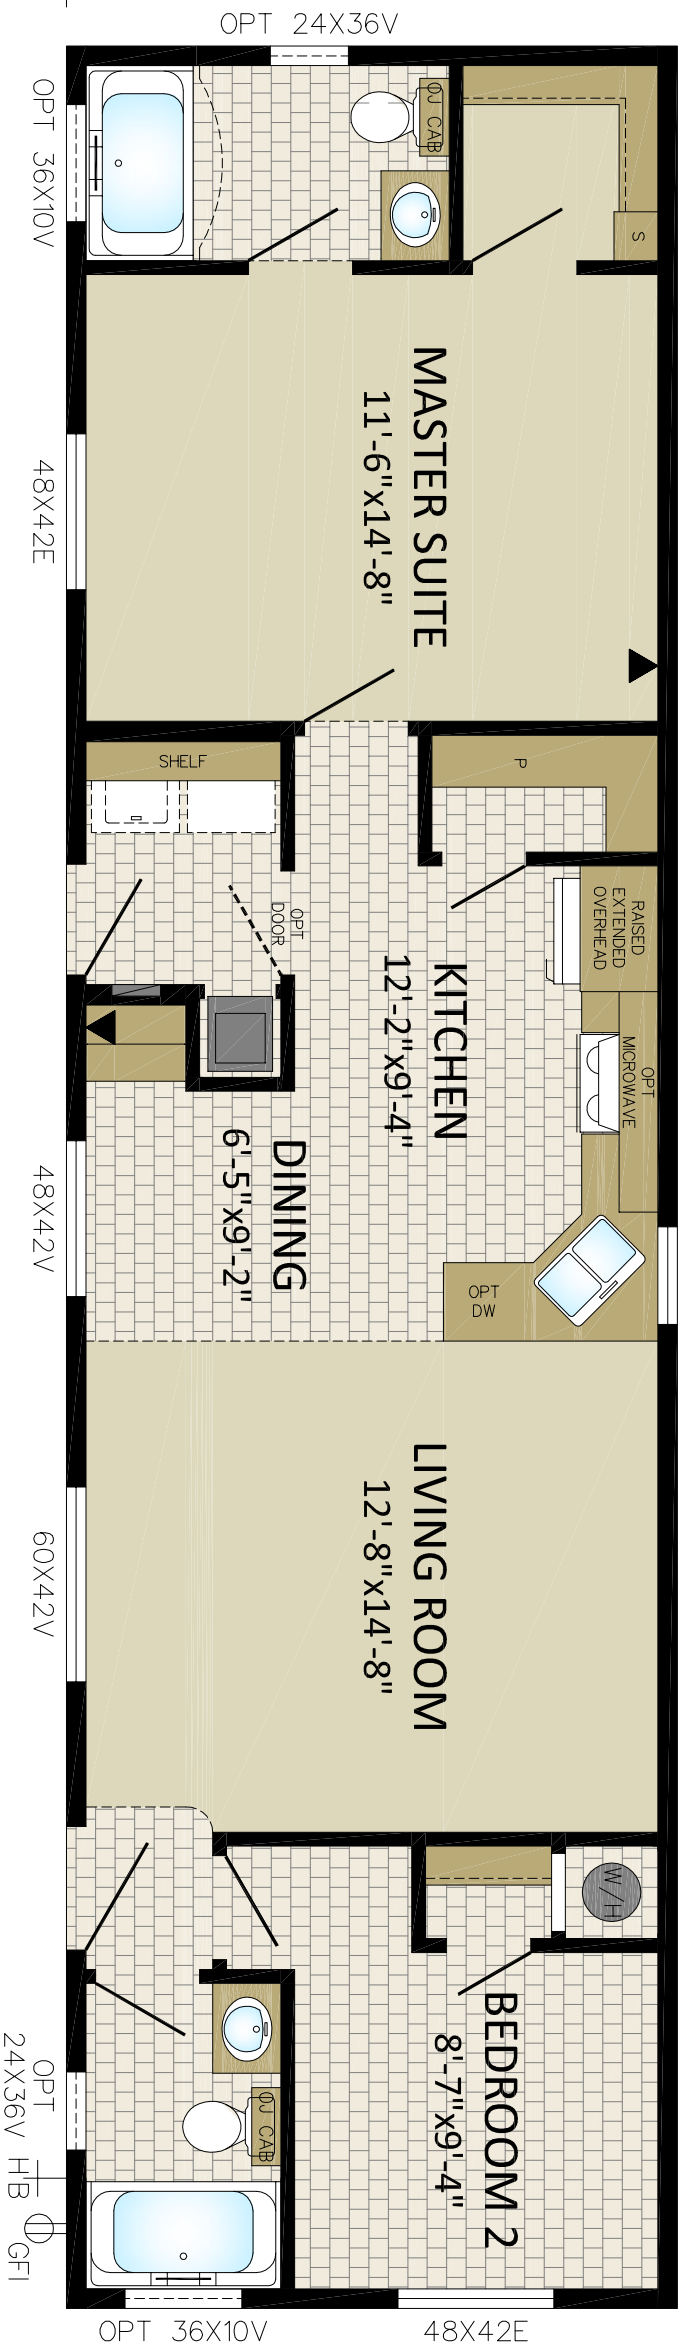 OPT 24X36V
OPT 36X10V
OJ CAB
S
MASTER SUITE
11'-6"x14'-8"
48X42E
SHELF
P
OPT
DOOR
RAISED
EXTENDED
OVERHEAD
KITCHEN
12'-2"x9'-4"
OPT
MICROWAVE
DINING
6'-5"x9'-2"
48X42V
OPT
DW
LIVING ROOM
12'-8"x14'-8"
60X42V
W/H
BEDROOM 2
8'-7"x9'-4"
OJ CAB
OPT
24X36V
HB
GFI
OPT 36X10V
48X42E